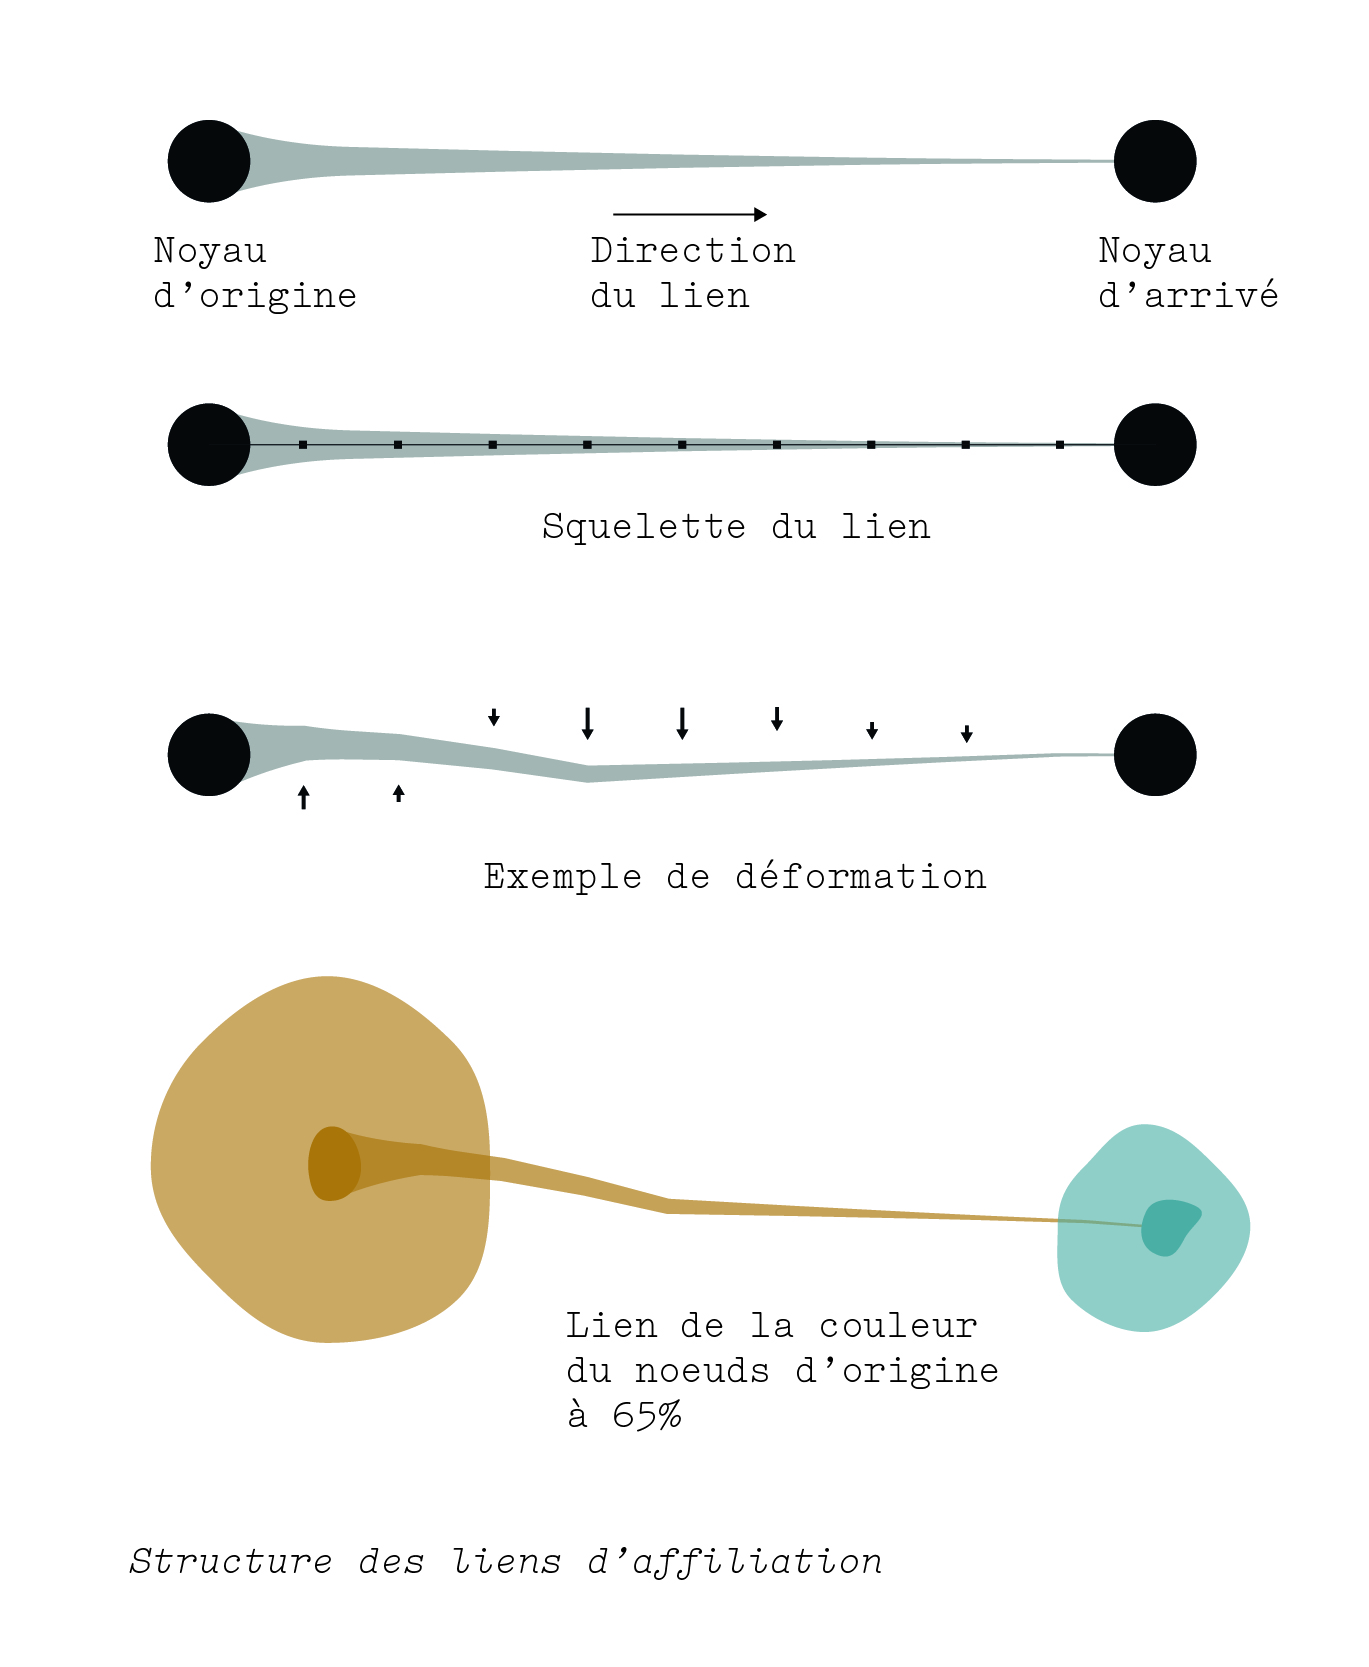 Noyau
d’origine
Direction
du lien
Noyau
d’arrivé
Squelette du lien
Exemple de déformation
Lien de la couleur
du noeuds d’origine
à 65%
Structure des liens d’affiliation